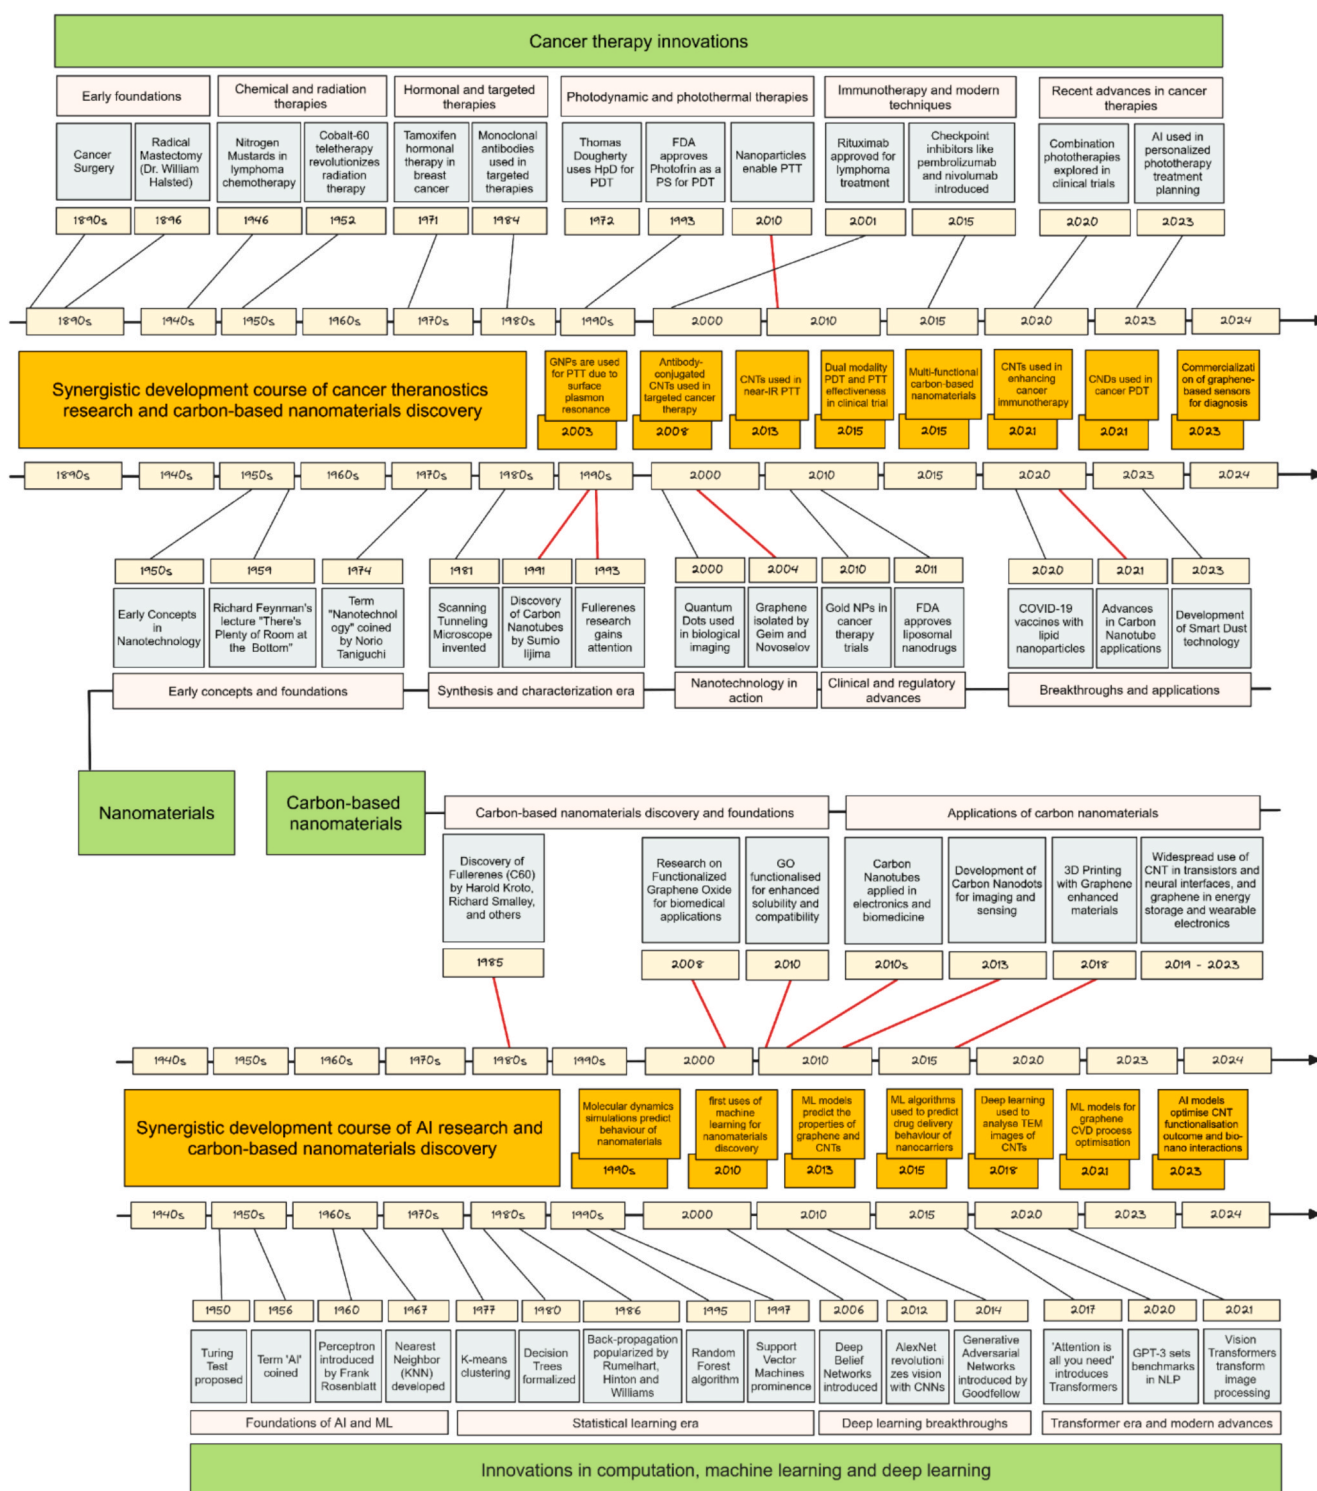 Cancer therapy innovations
Early foundations
Chemical and radiation
therapies
Hormonal and targeted
therapies
Photodynamic and photothermal therapies
Immunotherapy and modern
techniques
Recent advances in cancer
therapies
Cancer
Surgery
Radical
Mastectomy
(Dr. William
Halsted)
Nitrogen
Mustards in
lymphoma
chemotherapy
Cobalt-60
teletherapy
revolutionizes
radiation
therapy
Tamoxifen
hormonal
therapy in
breast
cancer
Monoclonal
antibodies
used in
targeted
therapies
Thomas
Dougherty
uses HpD for
PDT
FDA
approves
Photofrin as a
PS for PDT
Nanoparticles
enable PTT
Rituximab
approved for
lymphoma
treatment
Checkpoint
inhibitors like
pembrolizumab
and nivolumab
introduced
Combination
phototherapies
explored in
clinical trials
AI used in
personalized
phototherapy
treatment
planning
1890s
1896
1946
1952
1971
1984
1972
1993
2010
2001
2015
2020
2023
1890s
1940s
1950s
1960s
1970s
1980s
1990s
2000
2010
2015
2020
2023
2024
Synergistic development course of cancer theranostics
research and carbon-based nanomaterials discovery
GNPs are used
for PTT due to
surface
plasmon
resonance
2003
Antibody-
conjugated
CNTs used in
targeted cancer
therapy
2008
CNTs used in
near-IR PTT
2013
Dual modality
PDT and PTT
effectiveness
in clinical trial
2015
Multi-functional
carbon-based
nanomaterials
2015
CNTs used in
enhancing
cancer
immunotherapy
2021
CNDs used in
cancer PDT
2021
Commercializati
on of graphene-
based sensors
for diagnosis
2023
1890s
1940s
1950s
1960s
1970s
1980s
1990s
2000
2010
2015
2020
2023
2024
1950s
1959
1974
1981
1991
1993
2000
2004
2010
2011
2020
2021
2023
Early Concepts
in
Nanotechnology
Richard Feynman's
lecture "There's
Plenty of Room at
the Bottom"
Term
"Nanotechnol
ogy" coined
by Norio
Taniguchi
Scanning
Tunneling
Microscope
invented
Discovery
of Carbon
Nanotubes
by Sumio
Iijima
Fullerenes
research
gains
attention
Quantum
Dots used
in biological
imaging
Graphene
isolated by
Geim and
Novoselov
Gold NPs in
cancer
therapy
trials
FDA
approves
liposomal
nanodrugs
COVID-19
vaccines with
lipid
nanoparticles
Advances
in Carbon
Nanotube
applications
Development
of Smart Dust
technology
Early concepts and foundations
Synthesis and characterization era
Nanotechnology in
action
Clinical and regulatory
advances
Breakthroughs and applications
Nanomaterials
Carbon-based
nanomaterials
Carbon-based nanomaterials discovery and foundations
Applications of carbon nanomaterials
Discovery of
Fullerenes (C60)
by Harold Kroto,
Richard Smalley,
and others
Research on
Functionalized
Graphene Oxide
for biomedical
applications
GO
functionalised
for enhanced
solubility and
compatibility
Carbon
Nanotubes
applied in
electronics and
biomedicine
Development of
Carbon Nanodots
for imaging and
sensing
3D Printing
with Graphene
enhanced
materials
Widespread use of
CNT in transistors and
neural interfaces, and
graphene in energy
storage and wearable
electronics
1985
2008
2010
2010s
2013
2018
2019 - 2023
1940s
1950s
1960s
1970s
1980s
1990s
2000
2010
2015
2020
2023
2024
Synergistic development course of AI research and
carbon-based nanomaterials discovery
Molecular dynamics
simulations predict
behaviour of
nanomaterials
1990s
first uses of
machine
learning for
nanomaterials
discovery
2010
ML models
predict the
properties of
graphene and
CNTs
2013
ML algorithms
used to predict
drug delivery
behaviour of
nanocarriers
2015
Deep learning
used to
analyse TEM
images of
CNTs
2018
ML models for
graphene
CVD process
optimisation
2021
AI models
optimise CNT
functionalisation
outcome and bio-
nano interactions
2023
1940s
1950s
1960s
1970s
1980s
1990s
2000
2010
2015
2020
2023
2024
1950
1956
1960
1967
1977
1980
1986
1995
1997
2006
2012
2014
2017
2020
2021
Turing
Test
proposed
Term 'AI'
coined
Perceptron
introduced
by Frank
Rosenblatt
Nearest
Neighbor
(KNN)
developed
K-means
clustering
Decision
Trees
formalized
Back-propagation
popularized by
Rumelhart,
Hinton and
Williams
Random
Forest
algorithm
Support
Vector
Machines
prominence
Deep
Belief
Networks
introduced
AlexNet
revolutioni
zes vision
with CNNs
Generative
Adversarial
Networks
introduced by
Goodfellow
'Attention is
all you need'
introduces
Transformers
GPT-3 sets
benchmarks
in NLP
Vision
Transformers
transform
image
processing
Foundations of AI and ML
Statistical learning era
Deep learning breakthroughs
Transformer era and modern advances
Innovations in computation, machine learning and deep learning